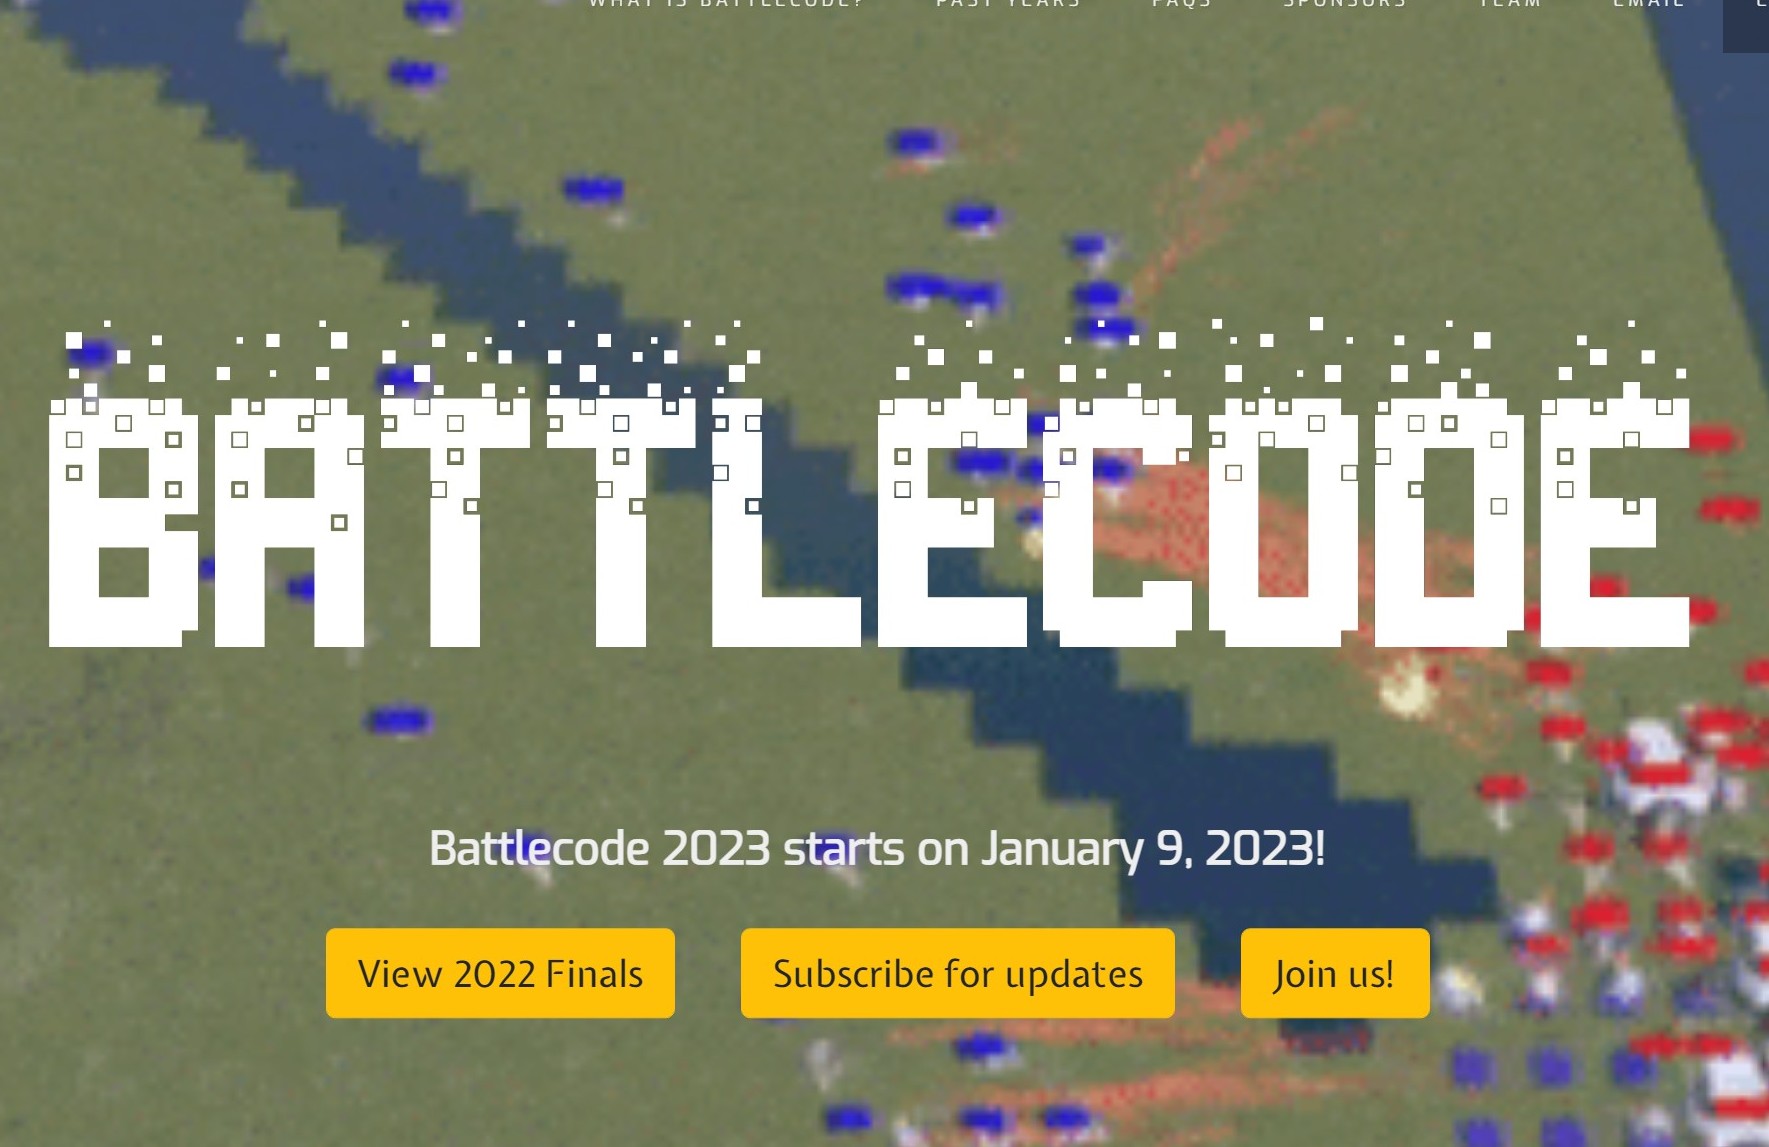 WHAT IS BATTLECODE? PAST YEARS FAQS SPONSORS TEAM EMAIL
BATTLECODE
Battlecode 2023 starts on January 9, 2023!
View 2022 Finals Subscribe for updates Join us!